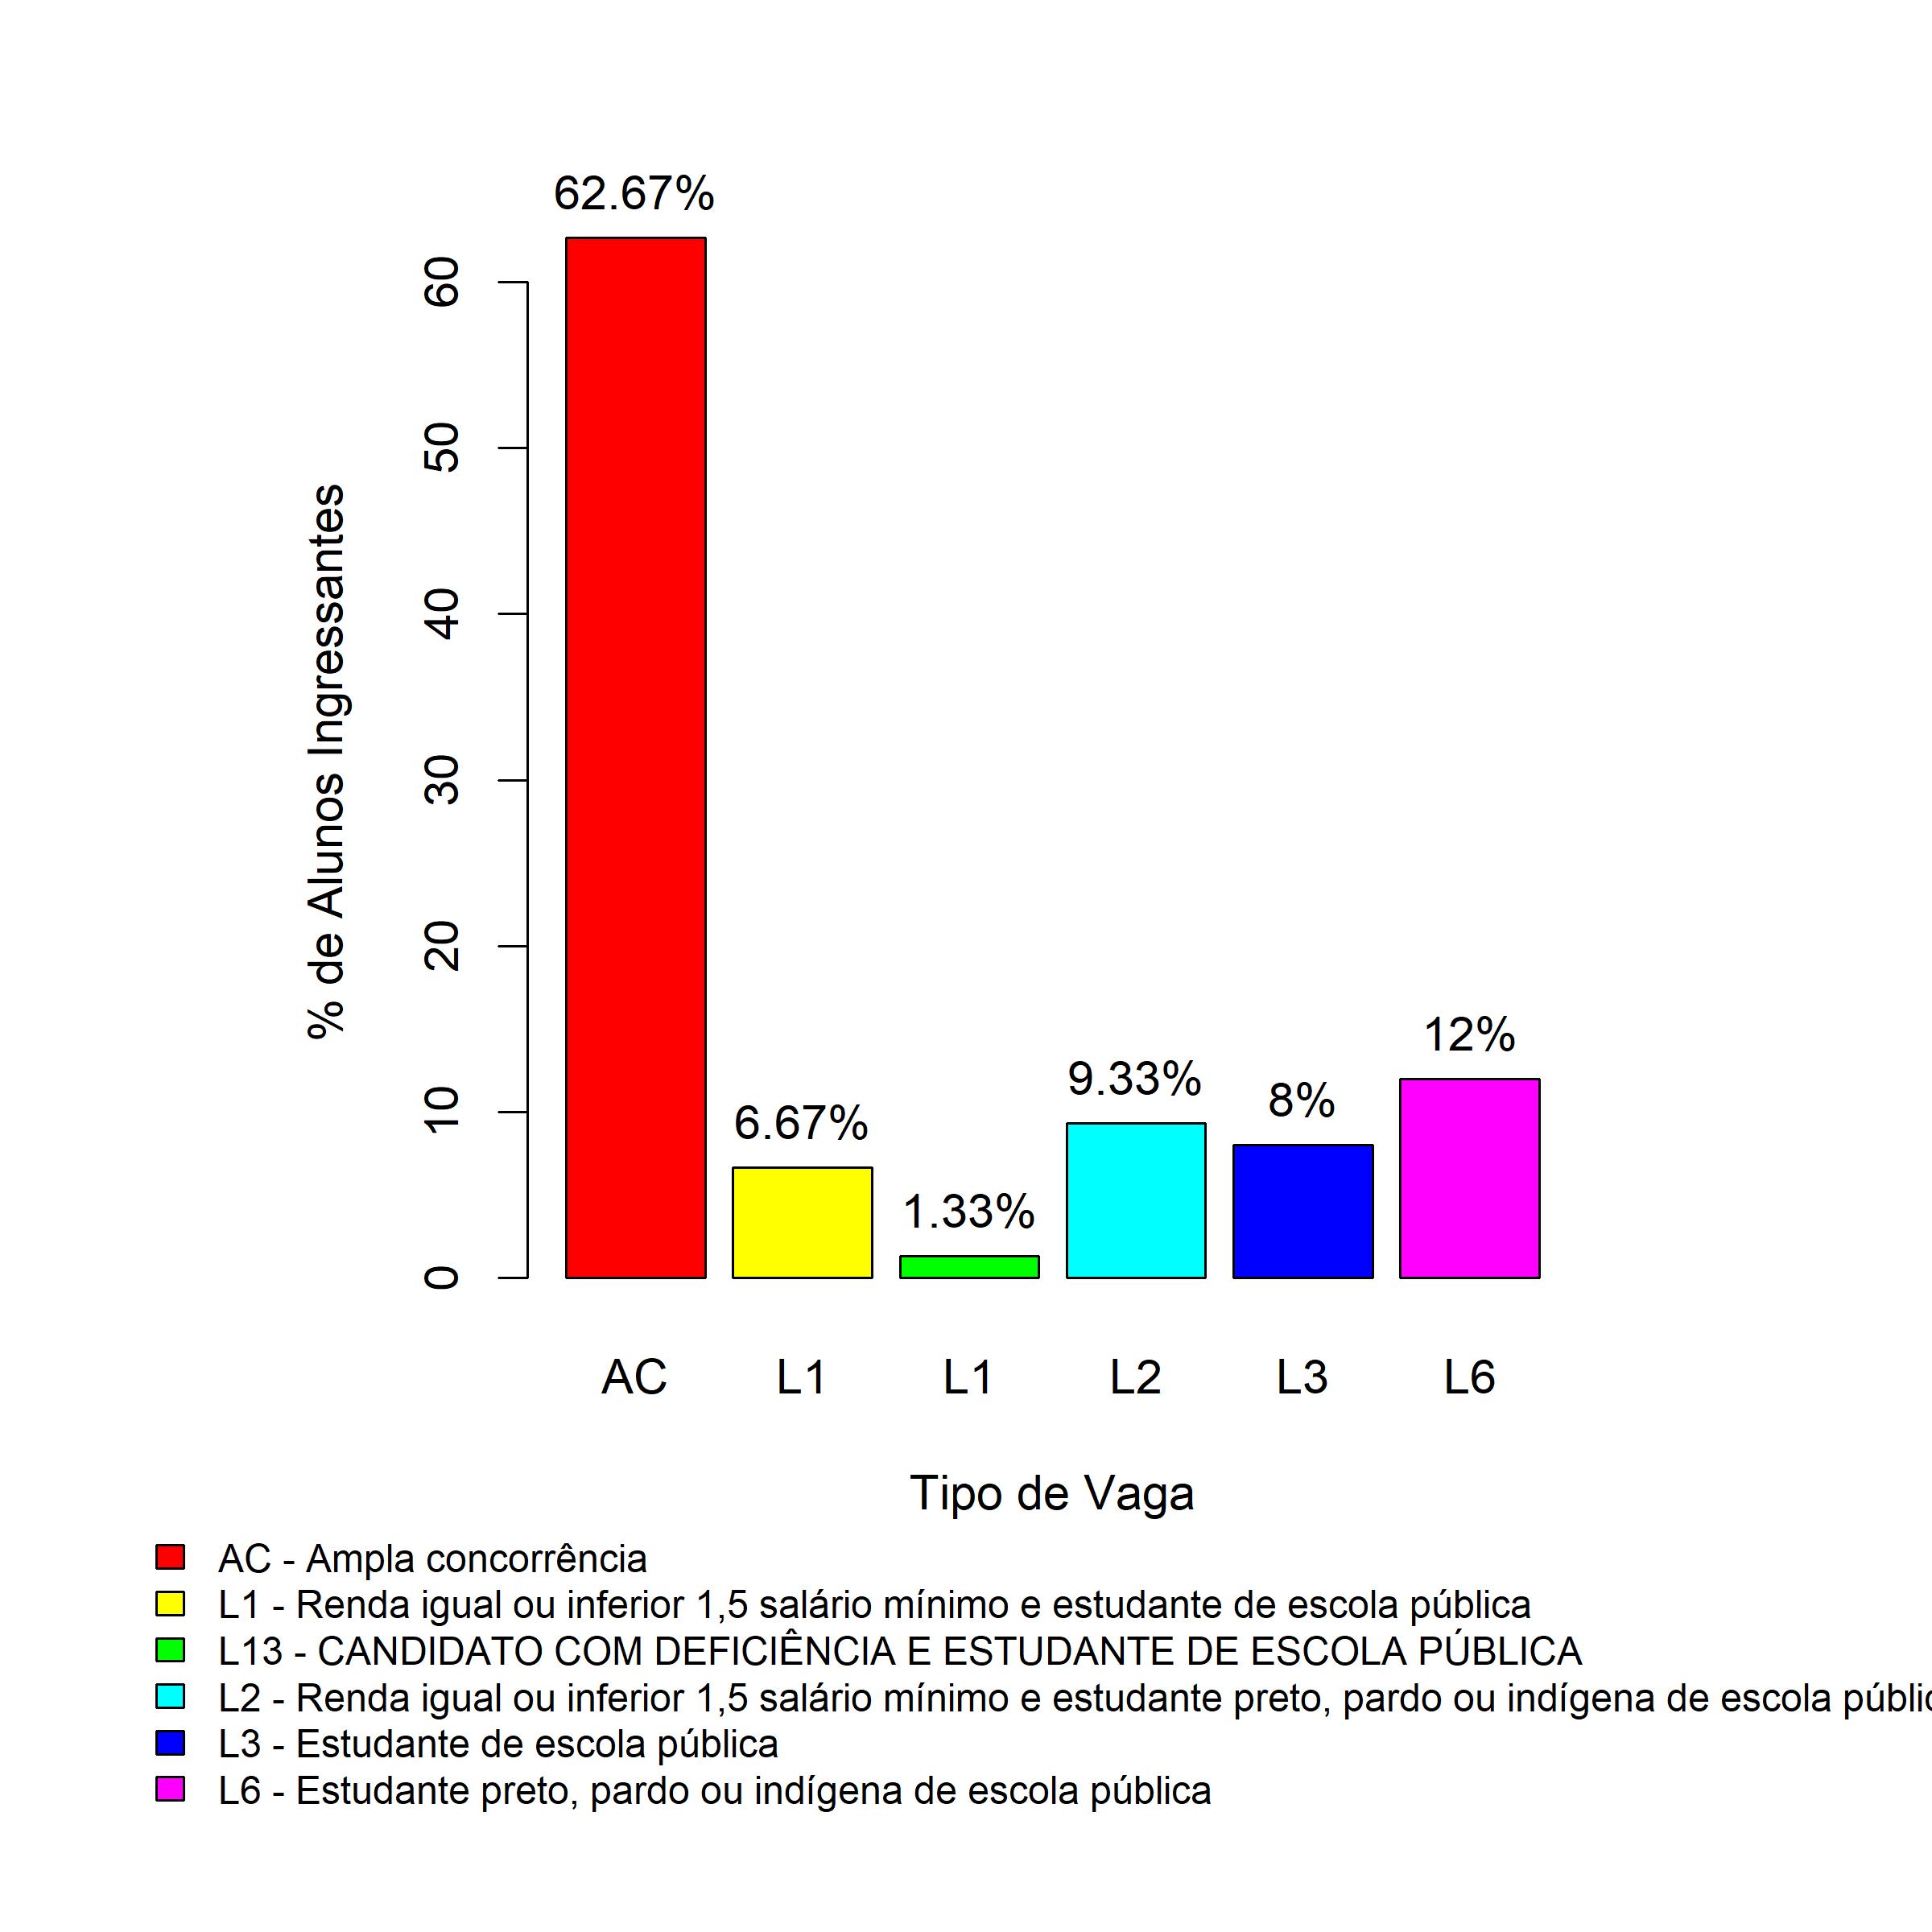 62.67%
60
50
40
30
20
10
0
% de Alunos Ingressantes
6.67%
1.33%
9.33%
8%
12%
AC L1 L1 L2 L3 L6
Tipo de Vaga
AC - Ampla concorrência
L1 - Renda igual ou inferior 1,5 salário mínimo e estudante de escola pública
L13 - CANDIDATO COM DEFICIÊNCIA E ESTUDANTE DE ESCOLA PÚBLICA
L2 - Renda igual ou inferior 1,5 salário mínimo e estudante preto, pardo ou indígena de escola
L3 - Estudante de escola pública
L6 - Estudante preto, pardo ou indígena de escola pública